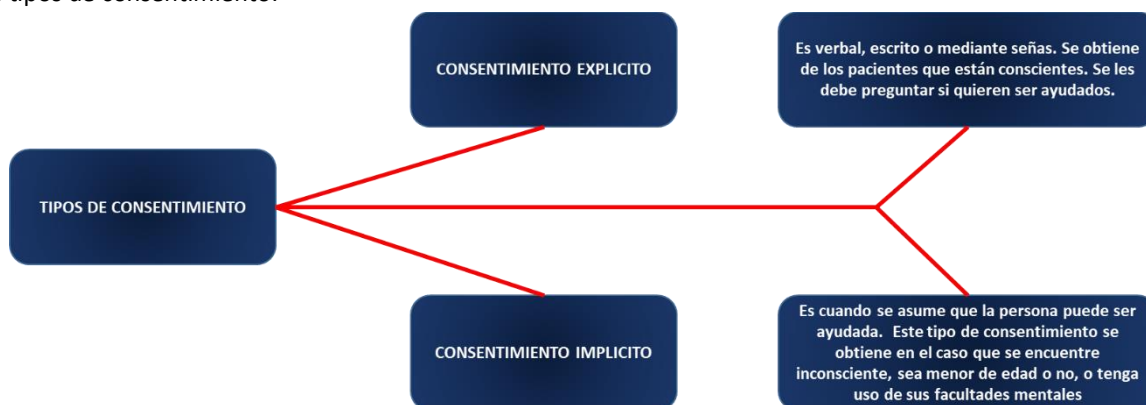 tipos de consentimiento.
CONSENTIMIENTO EXPLICITO
Es verbal, escrito o mediante señas. Se obtiene
de los pacientes que están conscientes. Se les
debe preguntar si quieren ser ayudados.
TIPOS DE CONSENTIMIENTO
CONSENTIMIENTO IMPLICITO
Es cuando se asume que la persona puede ser
ayudada. Este tipo de consentimiento se
obtiene en el caso que se encuentre
inconsciente, sea menor de edad o no, o tenga
uso de sus facultades mentales